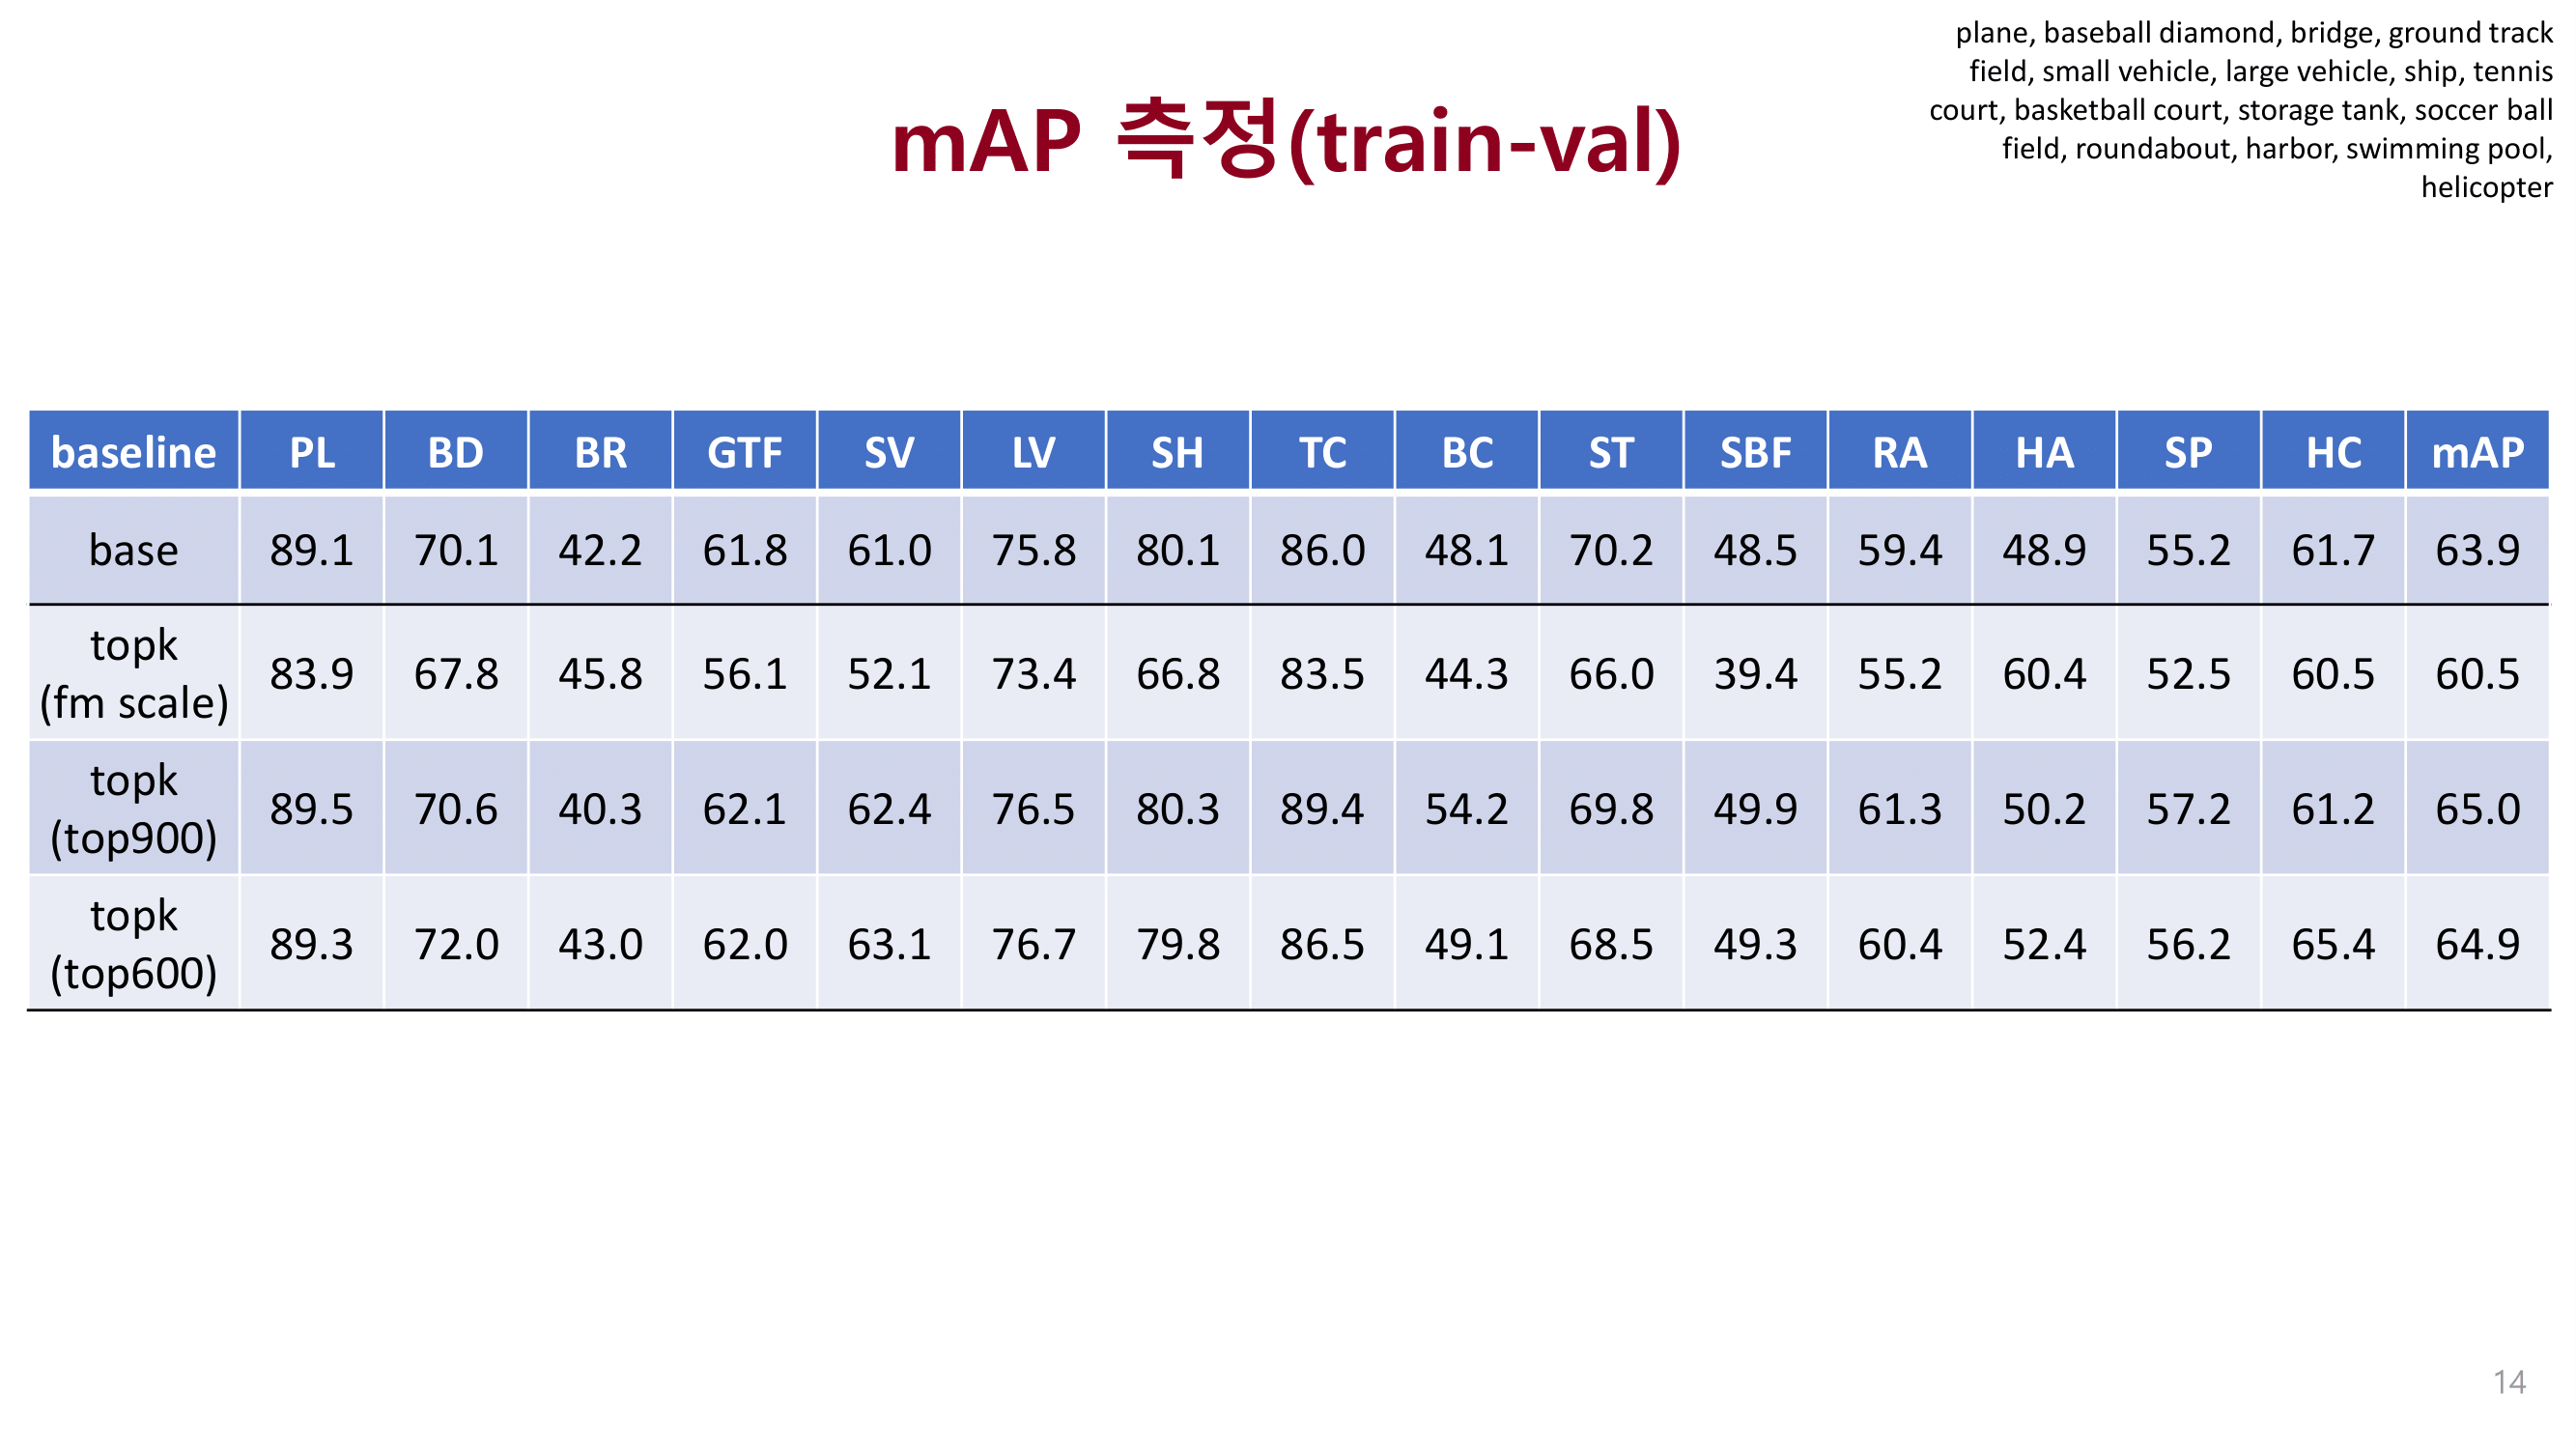 plane, baseball diamond, bridge, ground track
field, small vehicle, large vehicle, ship, tennis
court, basketball court, storage tank, soccer ball
field, roundabout, harbor, swimming pool,
helicopter
mAP 측정(train-val)
baseline PL BD BR GTF SV LV SH TC BC ST SBF RA HA SP HC mAP
base 89.1 70.1 42.2 61.8 61.0 75.8 80.1 86.0 48.1 70.2 48.5 59.4 48.9 55.2 61.7 63.9
topk
(fm scale) 83.9 67.8 45.8 56.1 52.1 73.4 66.8 83.5 44.3 66.0 39.4 55.2 60.4 52.5 60.5 60.5
topk
(top900) 89.5 70.6 40.3 62.1 62.4 76.5 80.3 89.4 54.2 69.8 49.9 61.3 50.2 57.2 61.2 65.0
topk
(top600) 89.3 72.0 43.0 62.0 63.1 76.7 79.8 86.5 49.1 68.5 49.3 60.4 52.4 56.2 65.4 64.9
14